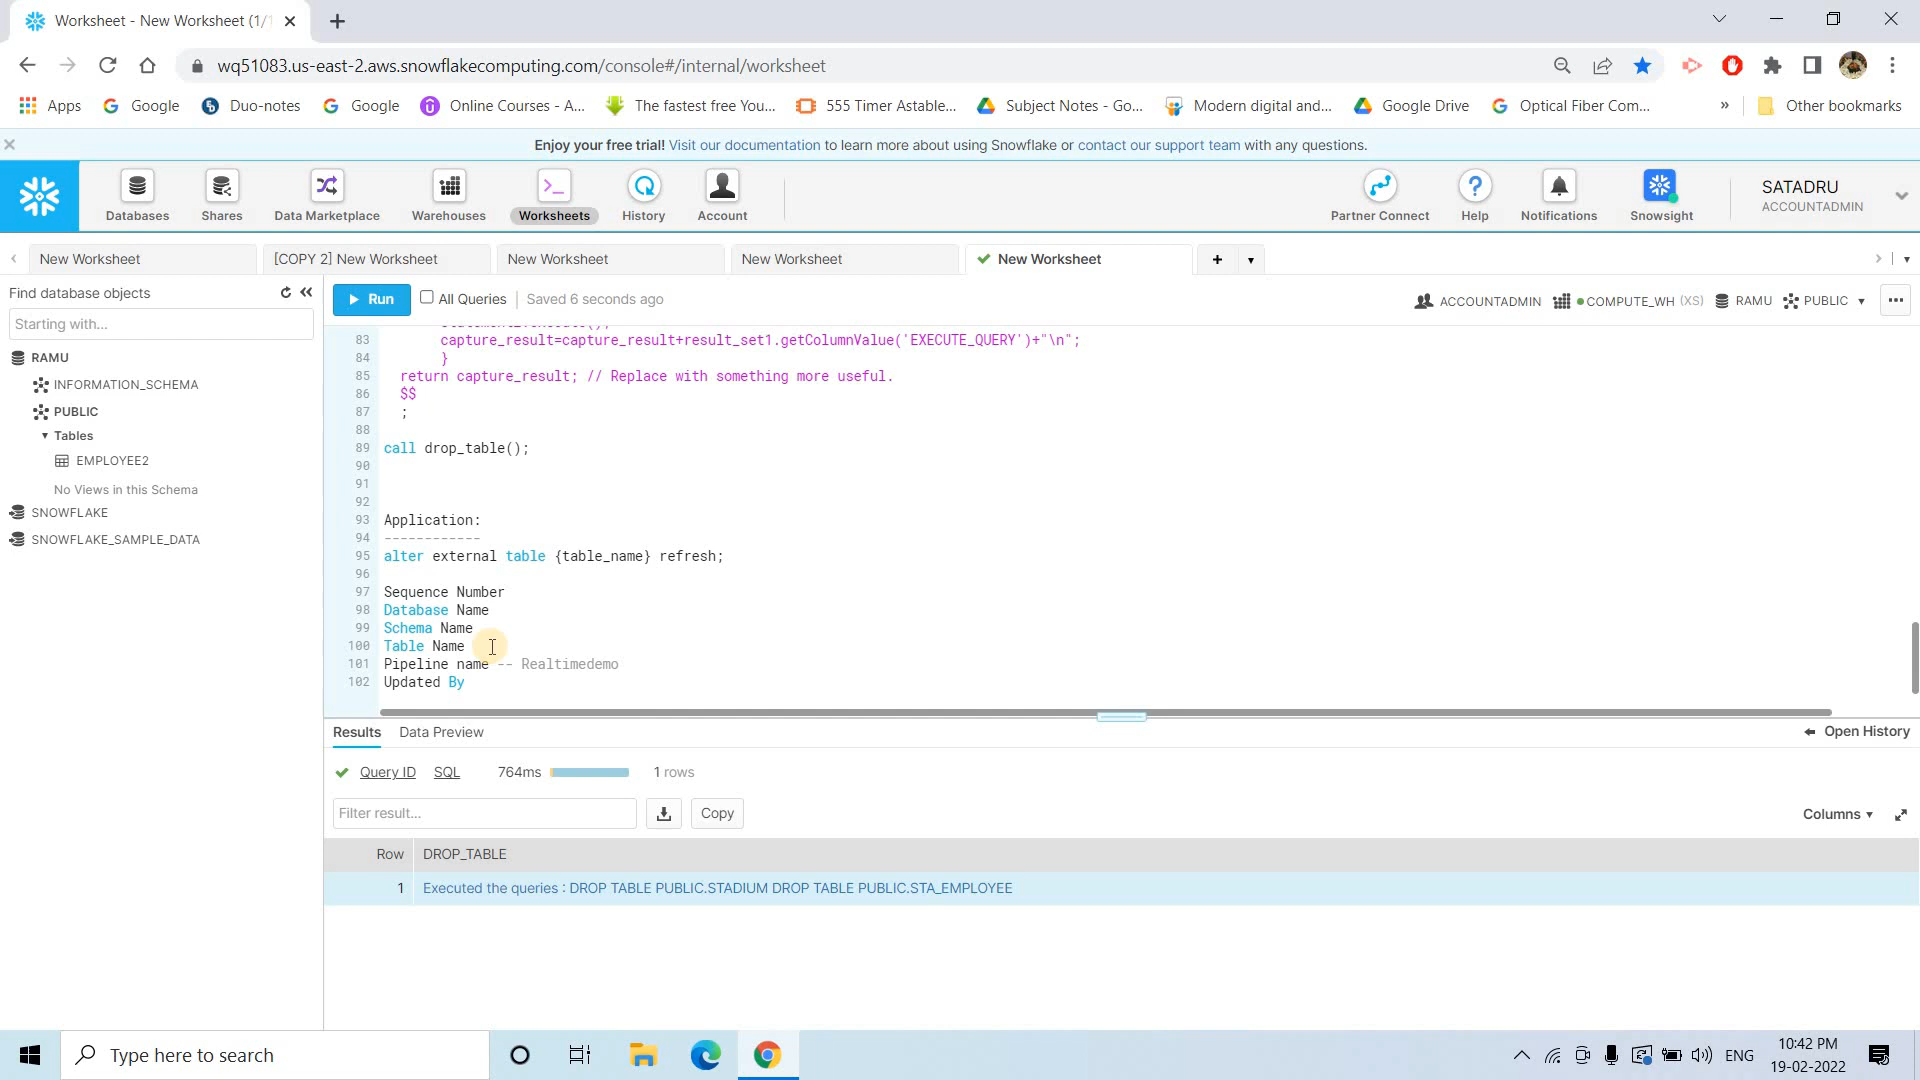 Worksheet - New Worksheet (1/1
wq51083.us-east-2.aws.snowflakecomputing.com/console#/internal/worksheet
Apps Google Duo-notes Google Online Courses - A... The fastest free You... 555 Timer Astable... Subject Notes - Go... Modern digital and... Google Drive Optical Fiber Com... » Other bookmarks
Enjoy your free trial! Visit our documentation to learn more about using Snowflake or contact our support team with any questions.
Databases Shares Data Marketplace Warehouses Worksheets History Account Partner Connect Help Notifications Snowsight
SATADRU
ACCOUNTADMIN
New Worksheet [COPY 2] New Worksheet New Worksheet New Worksheet New Worksheet
Find database objects
Starting with...
RAMU
INFORMATION_SCHEMA
PUBLIC
Tables
EMPLOYEE2
No Views in this Schema
SNOWFLAKE
SNOWFLAKE_SAMPLE_DATA
Run All Queries Saved 6 seconds ago ACCOUNTADMIN COMPUTE_WH (XS) RAMU PUBLIC
83 capture_result=capture_result+result_set1.getColumnValue('EXECUTE_QUERY')+"\n";
84 }
85 return capture_result; // Replace with something more useful.
86 $$
87 ;
88
89 call drop_table();
90
91
92
93 Application:
94 ------------
95 alter external table {table_name} refresh;
96
97 Sequence Number
98 Database Name
99 Schema Name
100 Table Name
101 Pipeline name -- Realtimedemo
102 Updated By
Results Data Preview Open History
Query ID SQL 764ms 1 rows
Filter result... Copy Columns
Row DROP_TABLE
1 Executed the queries : DROP TABLE PUBLIC.STADIUM DROP TABLE PUBLIC.STA_EMPLOYEE
Type here to search
ENG
10:42 PM
19-02-2022